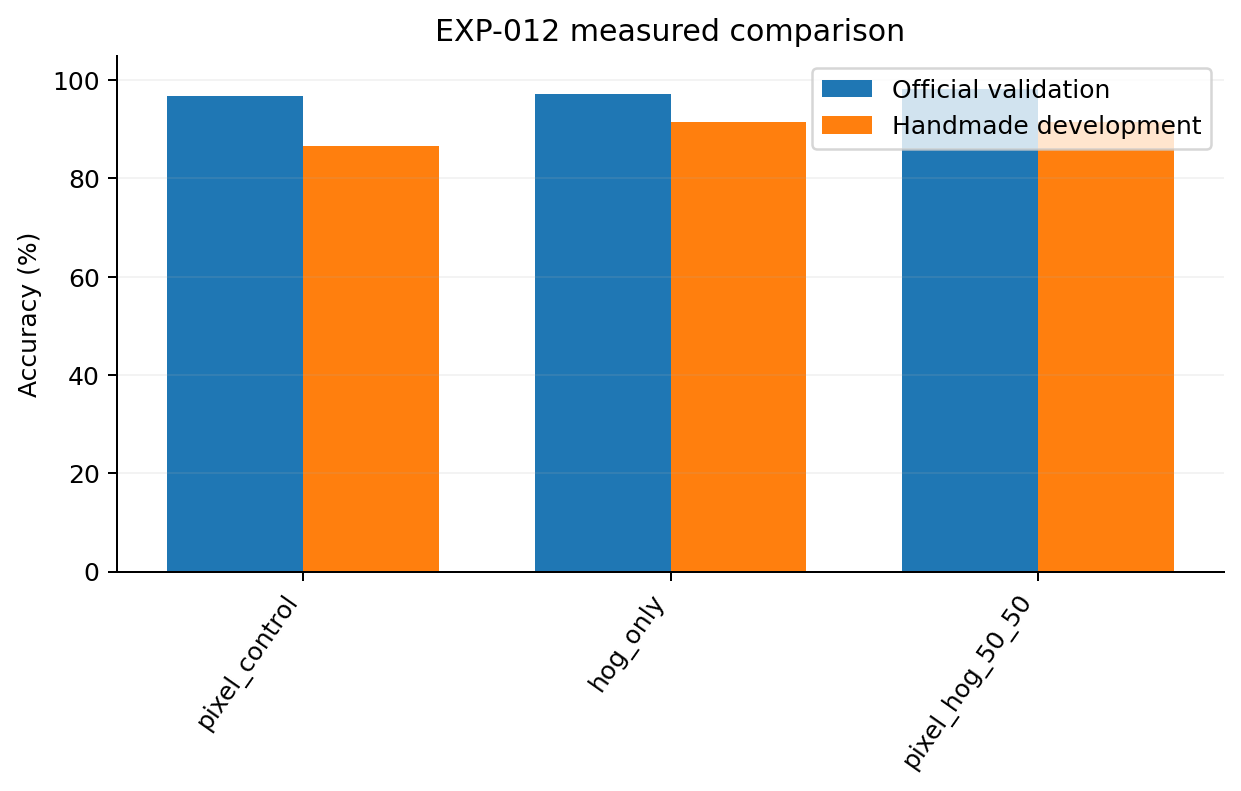 EXP-012 measured comparison
Official validation
Handmade development
Accuracy (%)
100
80
60
40
20
0
pixel_control
hog_only
pixel_hog_50_50